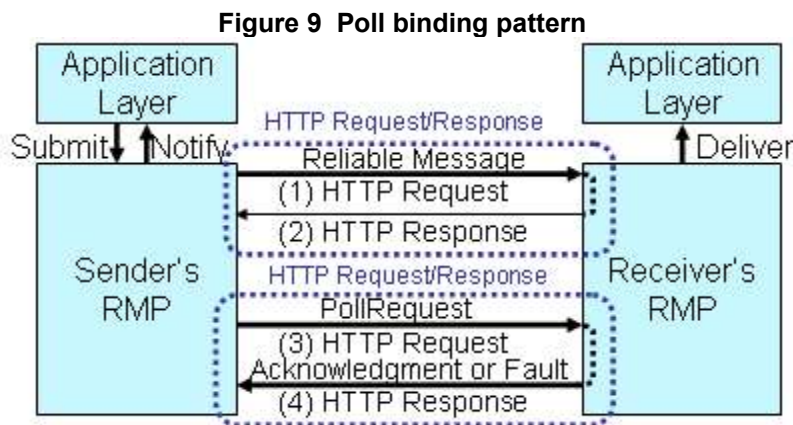 Figure 9 Poll binding pattern
Application
Layer
Application
Layer
Submit
Notify
Deliver
HTTP Request/Response
Reliable Message
(1) HTTP Request
(2) HTTP Response
Sender's
RMP
Receiver's
RMP
HTTP Request/Response
PollRequest
(3) HTTP Request
Acknowledgment or Fault
(4) HTTP Response